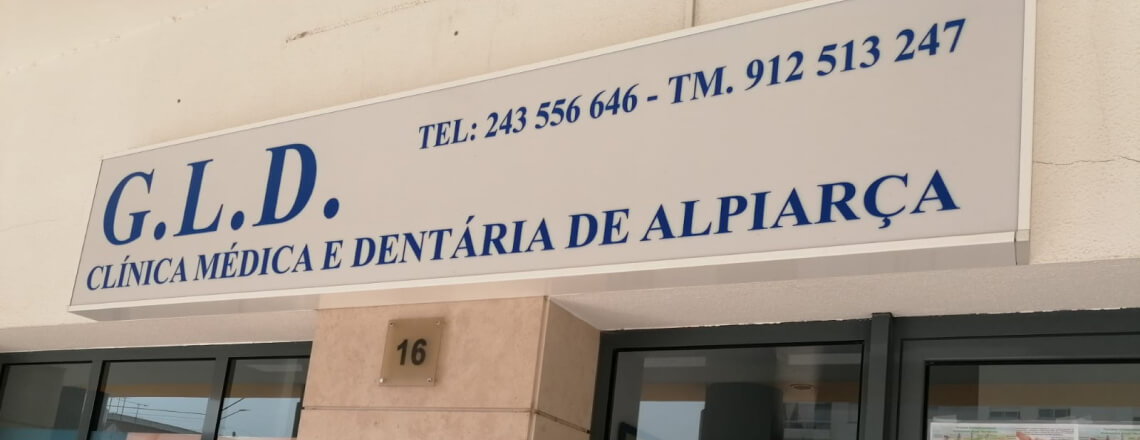 TEL: 243 556 646 - TM. 912 513 247
G.L.D.
CLÍNICA MÉDICA E DENTÁRIA DE ALPIARÇA
16